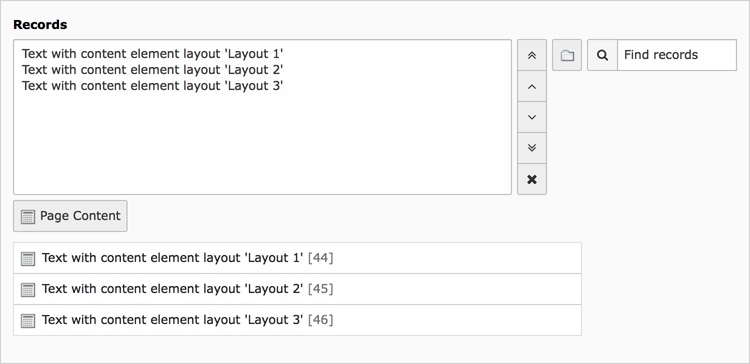 Records
Text with content element layout 'Layout 1'
Text with content element layout 'Layout 2'
Text with content element layout 'Layout 3'
Find records
Page Content
Text with content element layout 'Layout 1' [44]
Text with content element layout 'Layout 2' [45]
Text with content element layout 'Layout 3' [46]